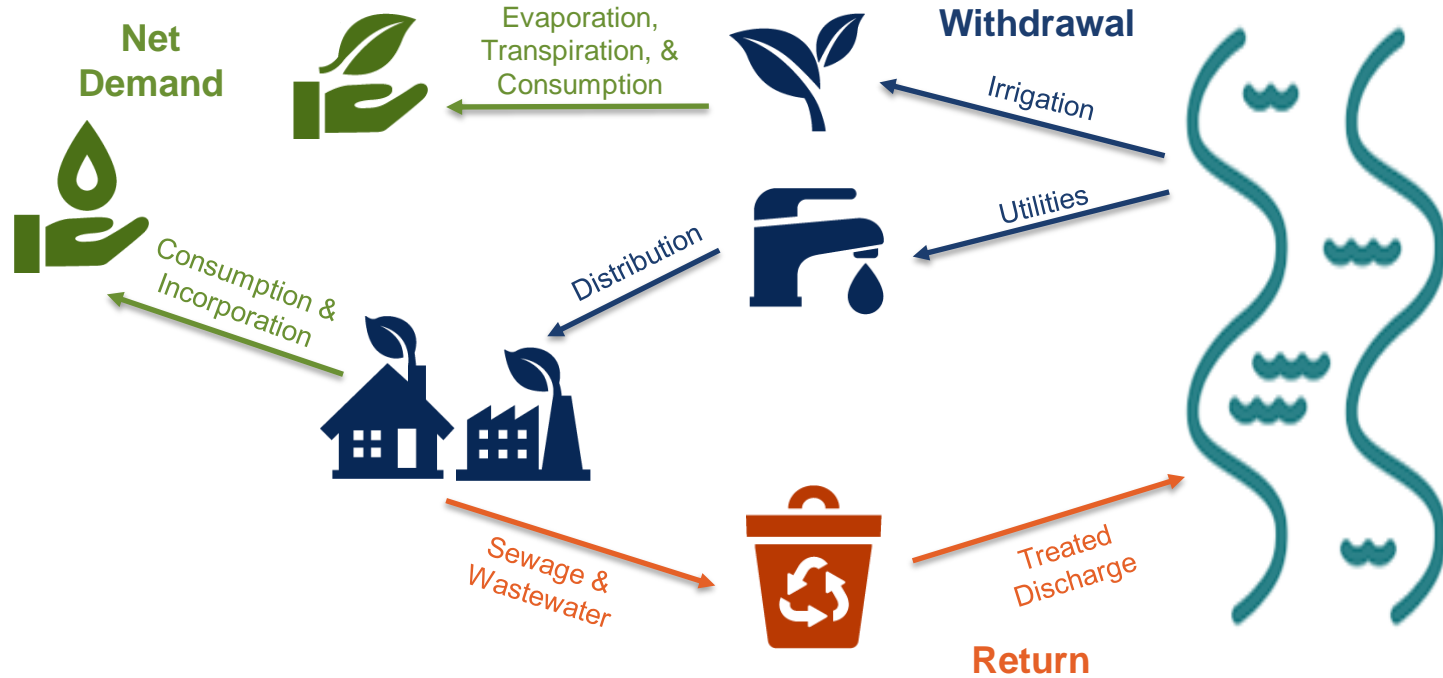 Net
Demand
Evaporation,
Transpiration, &
Consumption
Withdrawal
Irrigation
Utilities
Distribution
Consumption &
Incorporation
Sewage &
Wastewater
Treated
Discharge
Return